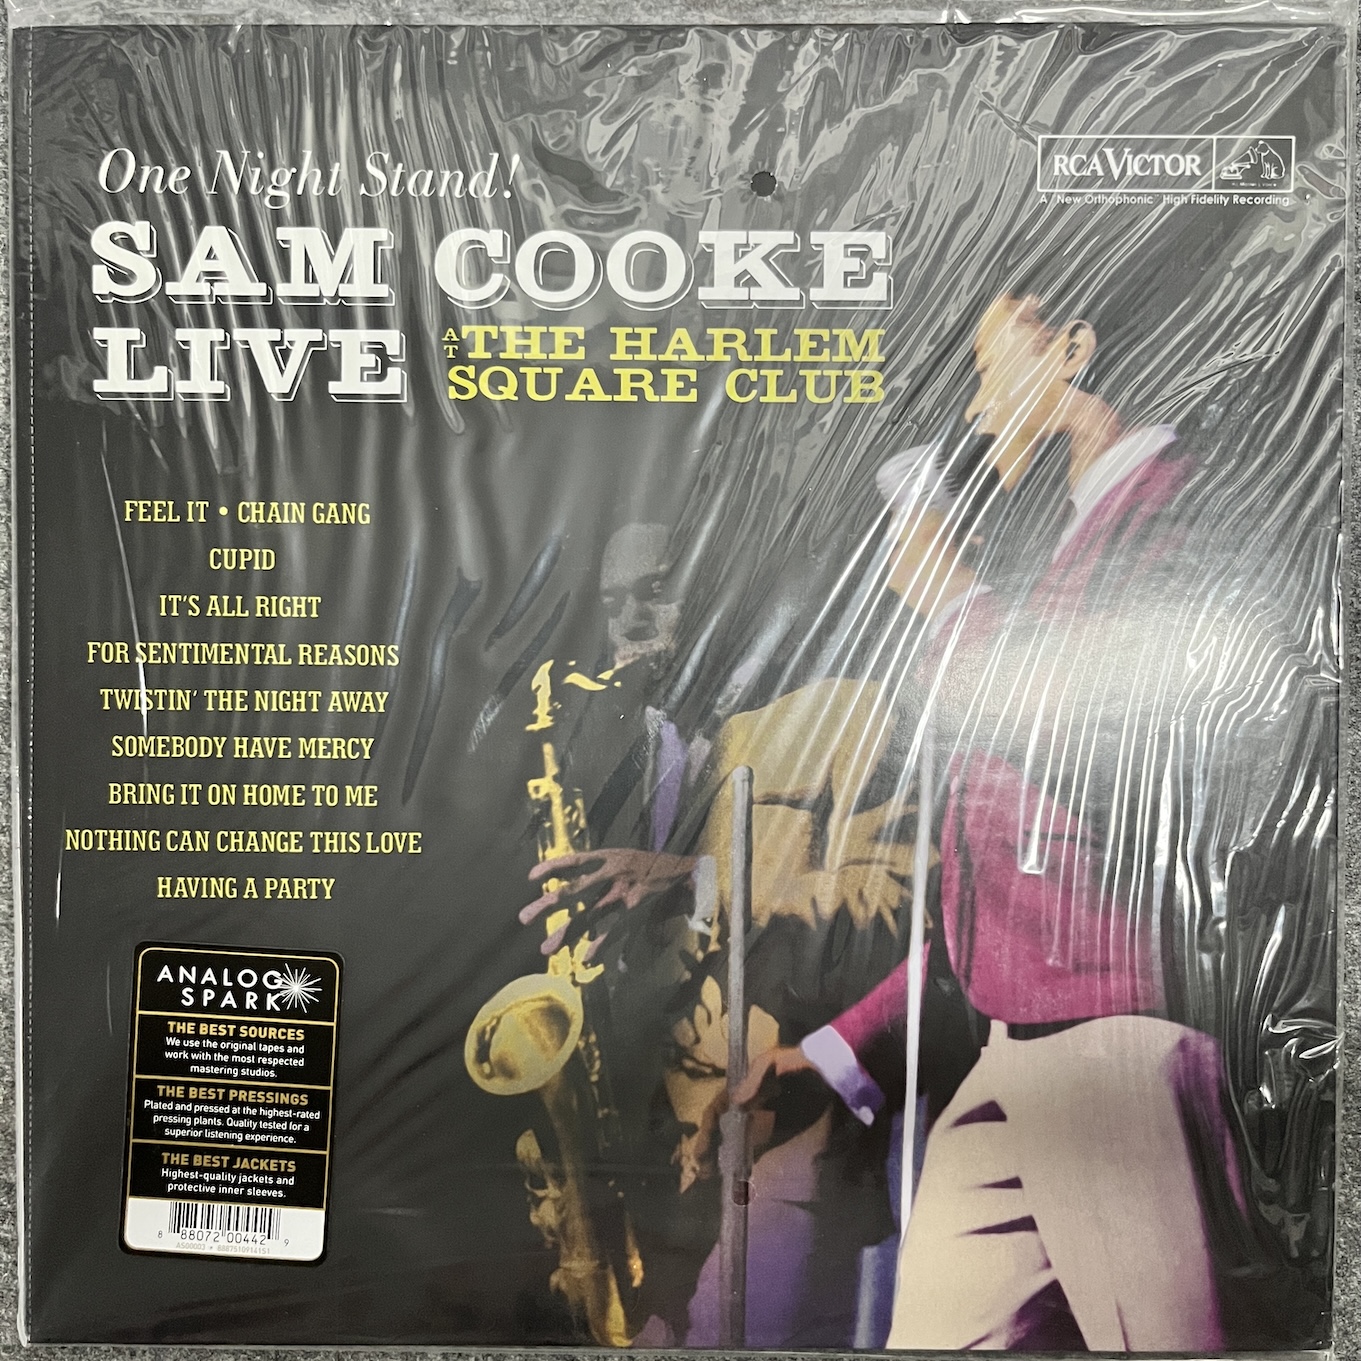 One Night Stand!
SAM COOKE
LIVE AT THE HARLEM
SQUARE CLUB
RCA VICTOR
A "New Orthophonic" High Fidelity Recording
FEEL IT • CHAIN GANG
CUPID
IT'S ALL RIGHT
FOR SENTIMENTAL REASONS
TWISTIN' THE NIGHT AWAY
SOMEBODY HAVE MERCY
BRING IT ON HOME TO ME
NOTHING CAN CHANGE THIS LOVE
HAVING A PARTY
ANALOG
SPARK
THE BEST SOURCES
We use the original tapes and
work with the most respected
mastering studios.
THE BEST PRESSINGS
Plated and pressed at the highest-rated
pressing plants. Quality tested for a
superior listening experience.
THE BEST JACKETS
Highest-quality jackets and
protective inner sleeves.
8 88072 00442 9
AS00003 • 8887510914151